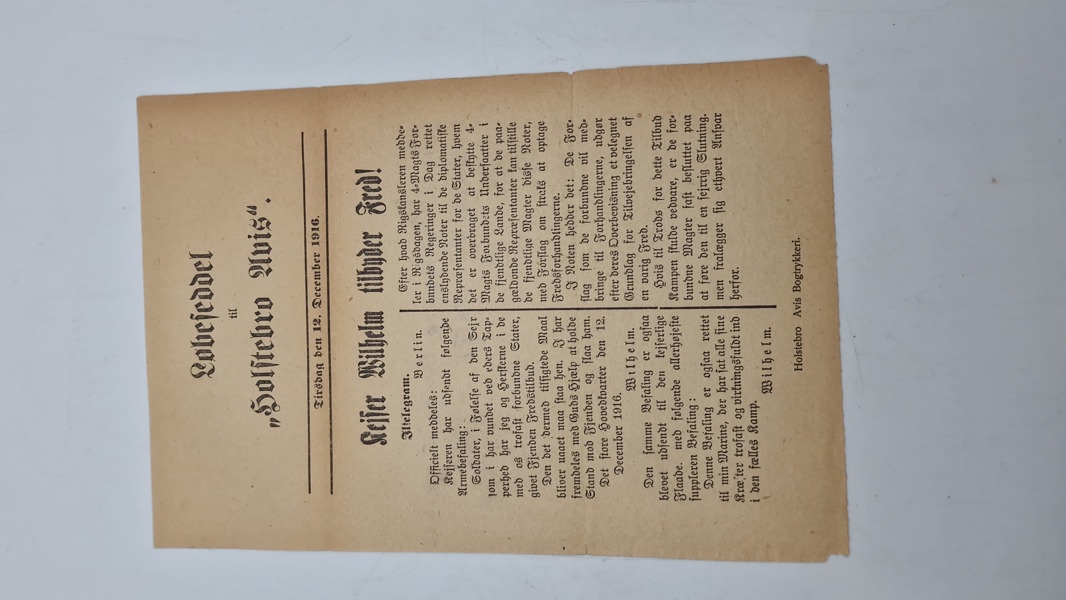 Løbeseddel
til
„Holstebro Avis“.
Tirsdag den 12. December 1916.
Kejser Wilhelm tilbyder Fred!
Iltelegram.
Berlin.
Officielt meddeles:
Kejseren har udsendt følgende
Armebefaling:
Soldater, i Følelse af den Sejr
som i har vundet ved eders Tap-
perhed har jeg og Herskerne i de
med os trofast forbundne Stater,
givet Fjenden Fredstilbud.
Den det dermed tilsigtede Maal
bliver naaet maa staa hen. I har
fremdeles med Guds Hjælp at holde
Stand mod Fjenden og slaa ham.
Det store Hovedkvarter den 12.
December 1916.
Wilhelm.
Den samme Befaling er ogsaa
blevet udsendt til den kejserlige
Flaade, med følgende allerhøjeste
suppleren Befaling:
Denne Befaling er ogsaa rettet
til min Marine, der har sat alle sine
Kræfter trofast og virkningsfuldt ind
i den fælles Kamp.
Wilhelm.
Efter hvad Rigskansleren medde-
ler i Rigsdagen, har 4-Magts For-
bundets Regeringer i Dag rettet
enslydende Noter til de diplomatiske
Repræsentanter for de Stater, hvem
det er overdraget at beskytte 4-
Magts Forbundets Undersaatter i
de fjendtlige Lande, for at de paa-
gældende Repræsentanter kan tilstille
de fjendtlige Magter disse Noter,
med Forslag om straks at optage
Fredsforhandlingerne.
I Noten hedder det: De For-
slag som de forbundne vil med-
bringe til Forhandlingerne, udgør
efter deres Overbevisning et velegnet
Grundlag for Tilvejebringelsen af
en varig Fred.
Hvis til Trods for dette Tilbud
Kampen skulde vedvare, er de for-
bundne Magter fast besluttet paa
at føre den til en sejrrig Slutning,
men fralægger sig ethvert Ansvar
herfor.
Holstebro Avis Bogtrykkeri.